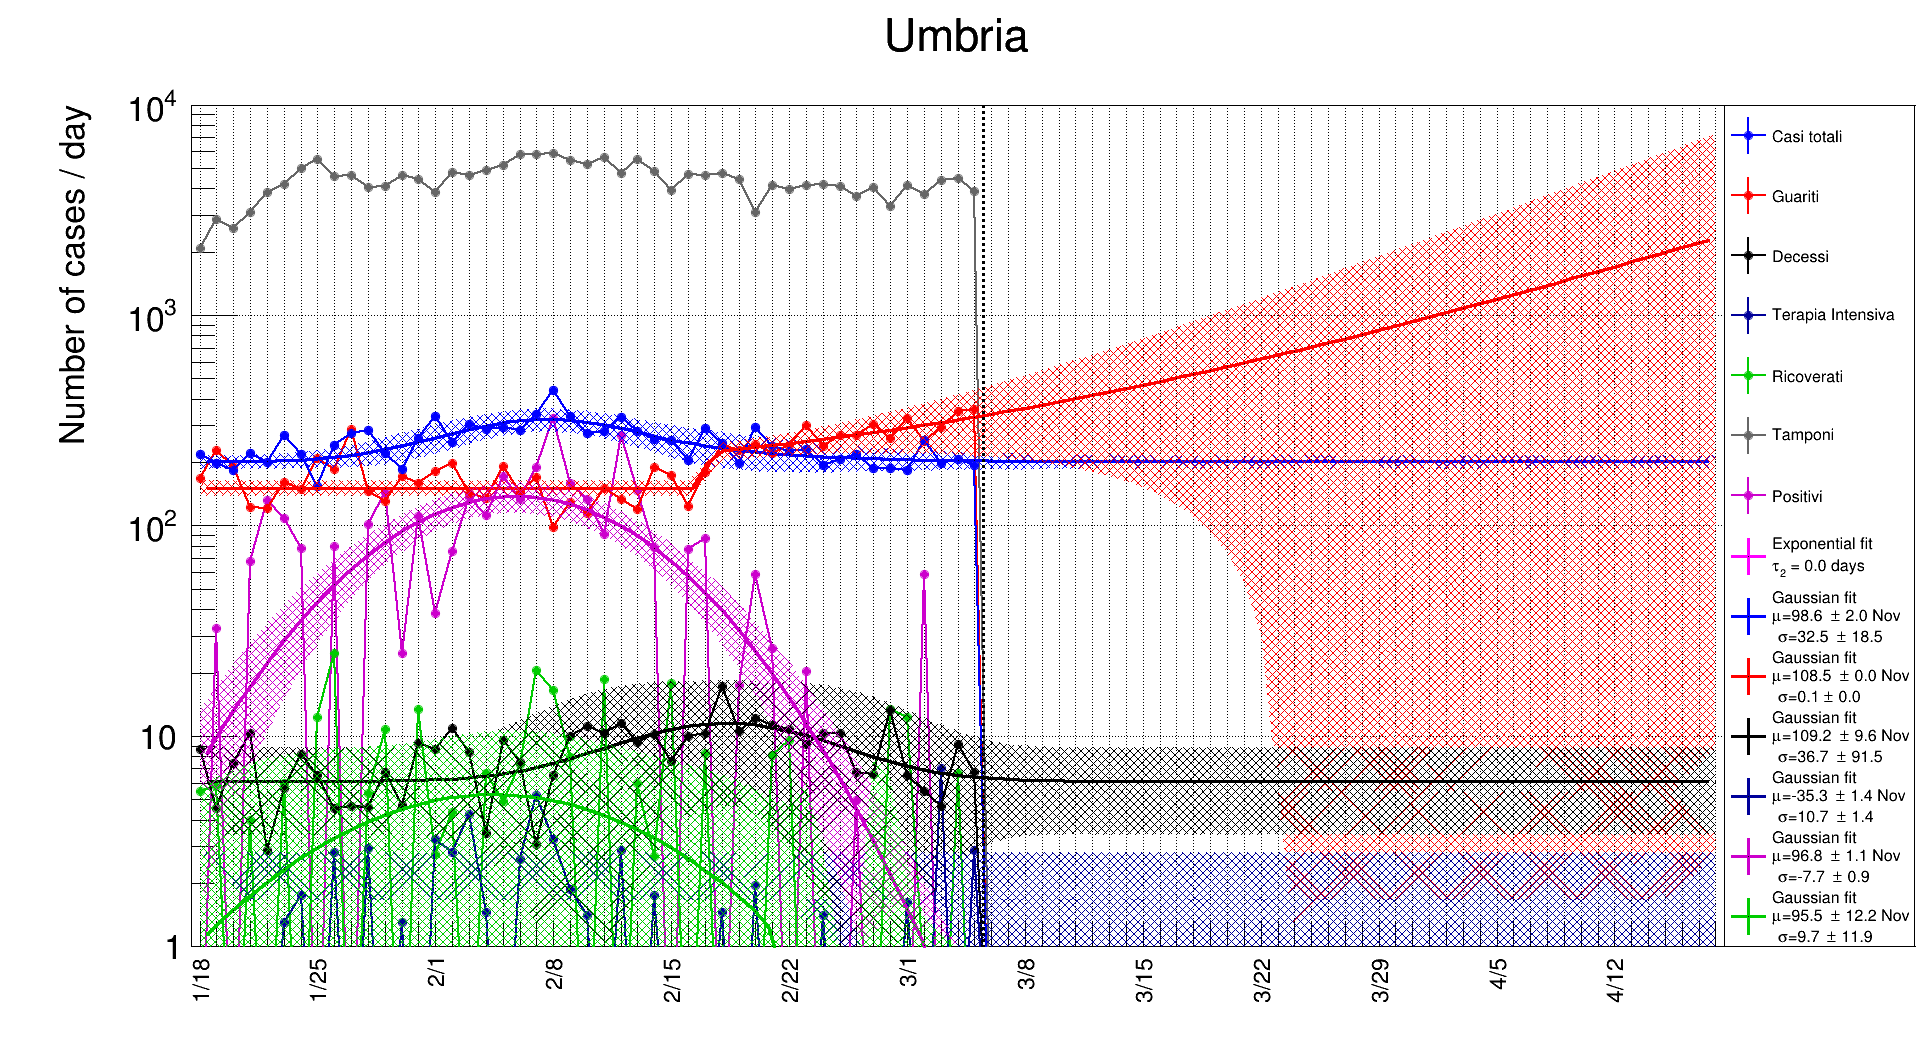 Umbria
Number of cases / day
10⁴
10³
10²
10
1
1/18
1/25
2/1
2/8
2/15
2/22
3/1
3/8
3/15
3/22
3/29
4/5
4/12
Casi totali
Guariti
Decessi
Terapia Intensiva
Ricoverati
Tamponi
Positivi
Exponential fit
τ₂ = 0.0 days
Gaussian fit
μ=98.6 ± 2.0 Nov
σ=32.5 ± 18.5
Gaussian fit
μ=108.5 ± 0.0 Nov
σ=0.1 ± 0.0
Gaussian fit
μ=109.2 ± 9.6 Nov
σ=36.7 ± 91.5
Gaussian fit
μ=-35.3 ± 1.4 Nov
σ=10.7 ± 1.4
Gaussian fit
μ=96.8 ± 1.1 Nov
σ=-7.7 ± 0.9
Gaussian fit
μ=95.5 ± 12.2 Nov
σ=9.7 ± 11.9